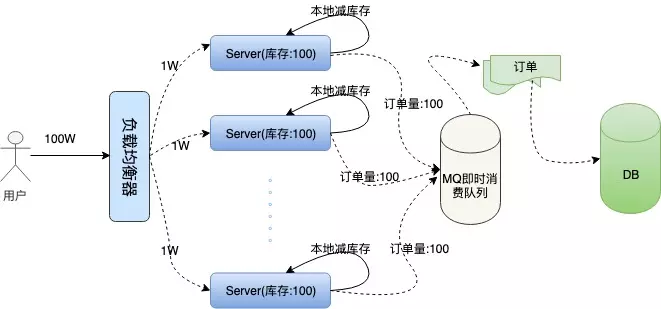 本地减库存
Server(库存:100)
1W
订单量:100
订单
本地减库存
100W
负载均衡器
1W
Server(库存:100)
订单量:100
MQ即时消
费队列
DB
用户
1W
本地减库存
订单量:100
Server(库存:100)